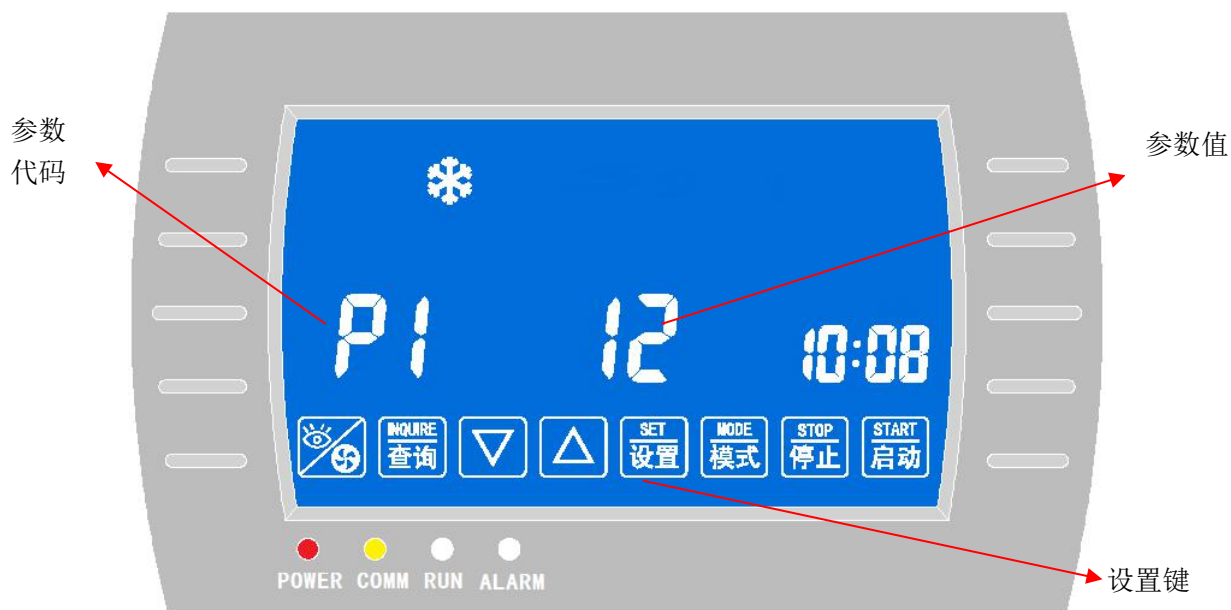 参数
代码
参数值
P1
12
10:08
INQUIRE
查询
SET
设置
MODE
模式
STOP
停止
START
启动
POWER
COMM
RUN
ALARM
设置键